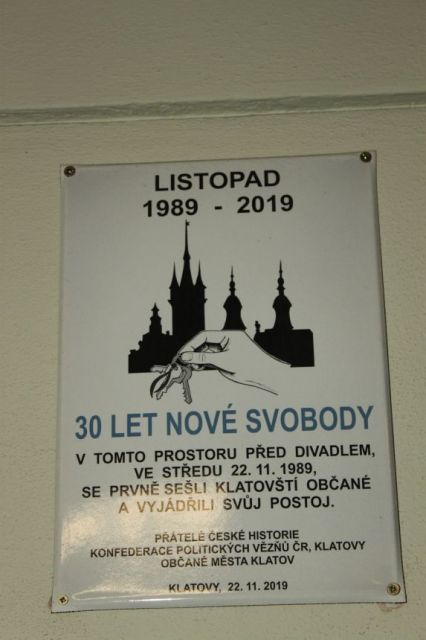 LISTOPAD
1989 - 2019
30 LET NOVÉ SVOBODY
V TOMTO PROSTORU PŘED DIVADLEM,
VE STŘEDU 22. 11. 1989,
SE PRVNĚ SEŠLI KLATOVŠTÍ OBČANÉ
A VYJÁDŘILI SVŮJ POSTOJ.
PŘÁTELÉ ČESKÉ HISTORIE
KONFEDERACE POLITICKÝCH VĚZŇŮ ČR, KLATOVY
OBČANÉ MĚSTA KLATOV
KLATOVY, 22. 11. 2019